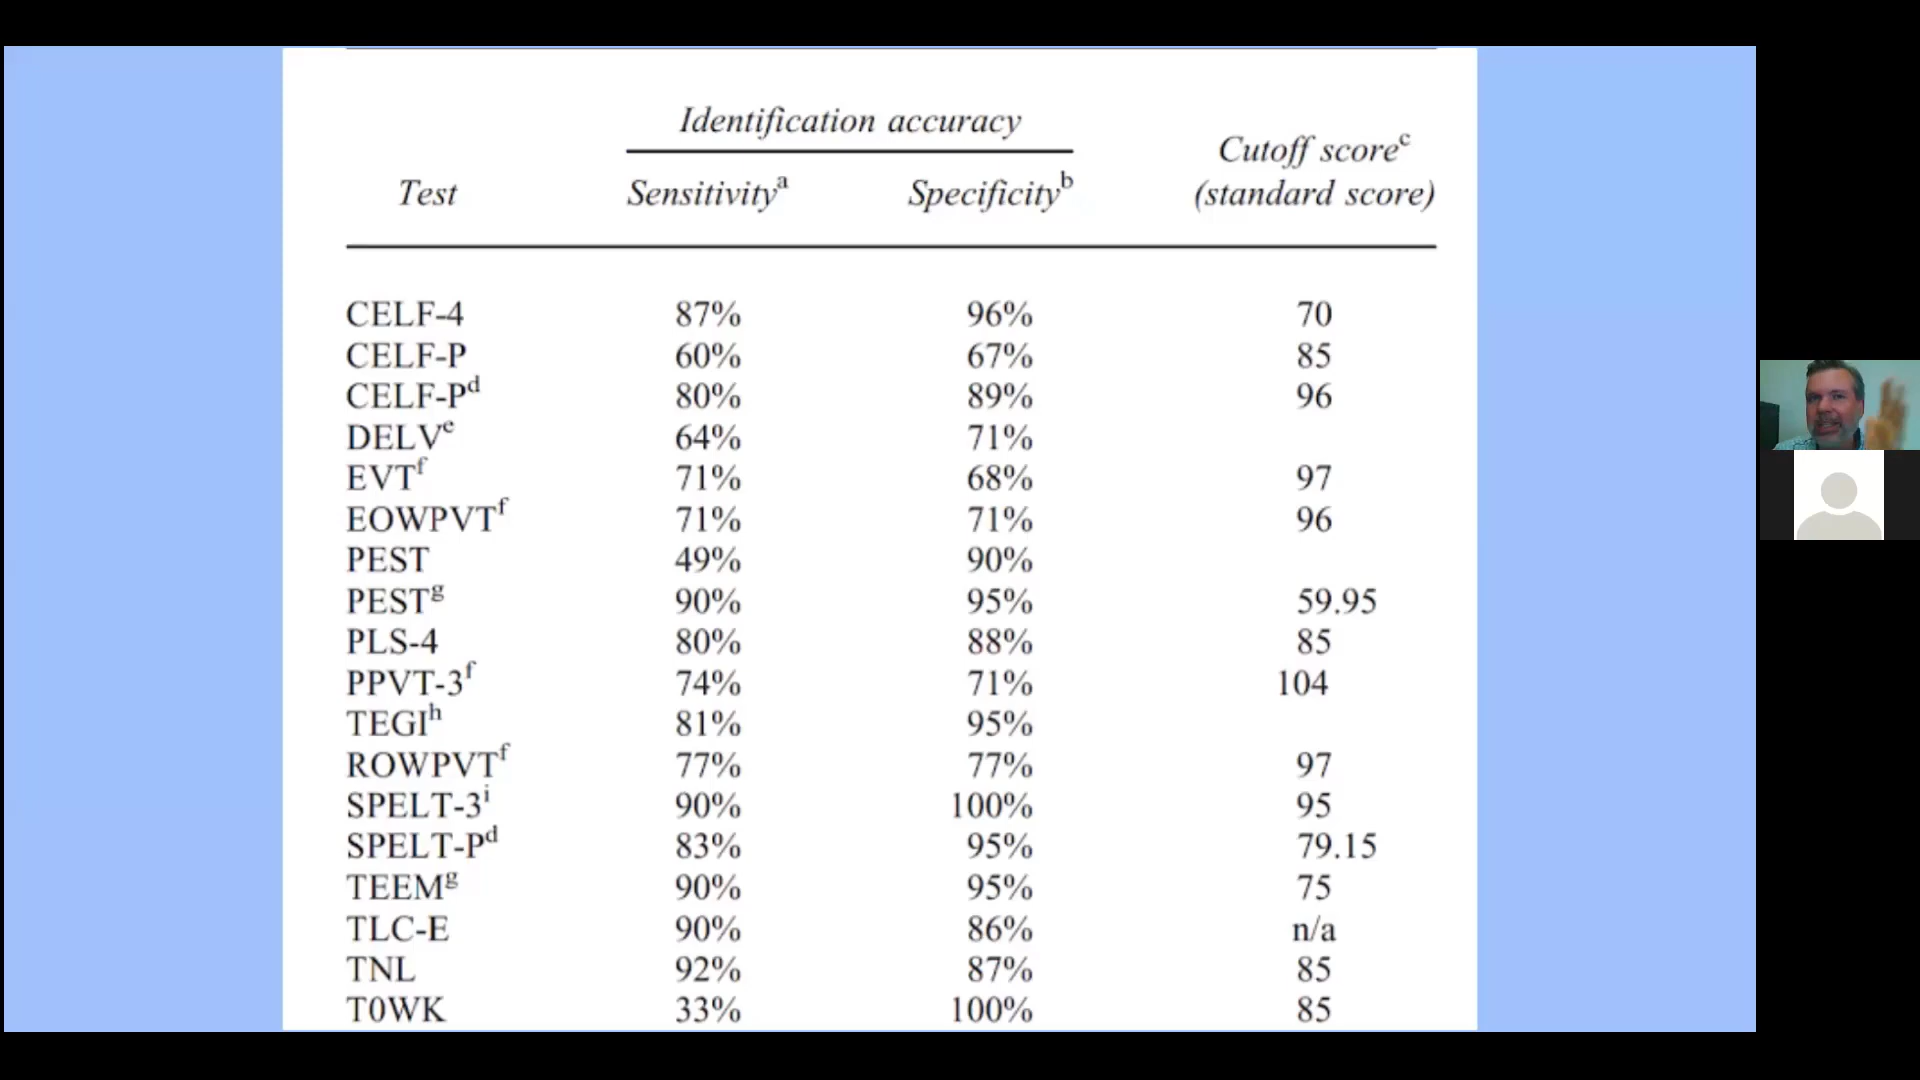 Identification accuracy
Cutoff scoreᶜ
Test Sensitivityᵃ Specificityᵇ (standard score)
CELF-4 87% 96% 70
CELF-P 60% 67% 85
CELF-Pᵈ 80% 89% 96
DELVᵉ 64% 71%
EVTᶠ 71% 68% 97
EOWPVTᶠ 71% 71% 96
PEST 49% 90%
PESTᵍ 90% 95% 59.95
PLS-4 80% 88% 85
PPVT-3ᶠ 74% 71% 104
TEGIʰ 81% 95%
ROWPVTᶠ 77% 77% 97
SPELT-3ⁱ 90% 100% 95
SPELT-Pᵈ 83% 95% 79.15
TEEMᵍ 90% 95% 75
TLC-E 90% 86% n/a
TNL 92% 87% 85
T0WK 33% 100% 85